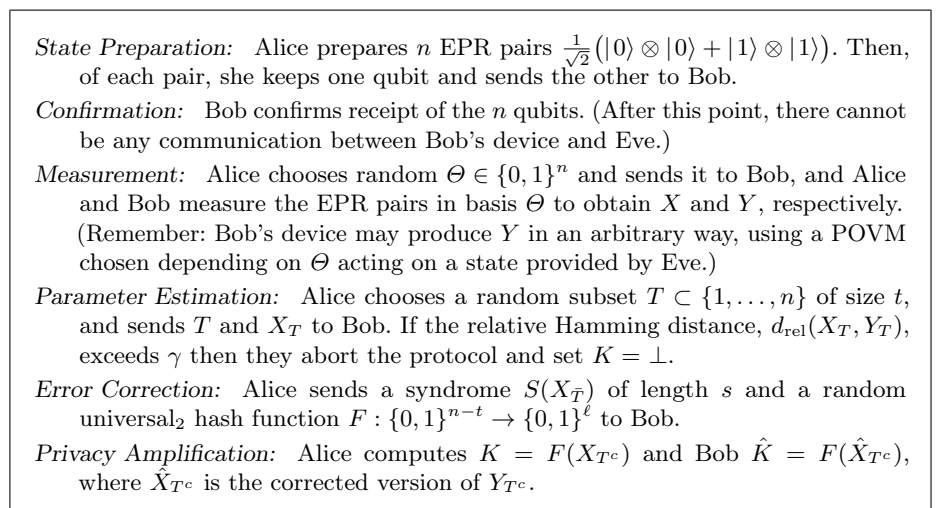 State Preparation: Alice prepares n EPR pairs 1/√2(|0⟩ ⊗ |0⟩ + |1⟩ ⊗ |1⟩). Then,
of each pair, she keeps one qubit and sends the other to Bob.
Confirmation: Bob confirms receipt of the n qubits. (After this point, there cannot
be any communication between Bob's device and Eve.)
Measurement: Alice chooses random Θ ∈ {0, 1}ⁿ and sends it to Bob, and Alice
and Bob measure the EPR pairs in basis Θ to obtain X and Y, respectively.
(Remember: Bob's device may produce Y in an arbitrary way, using a POVM
chosen depending on Θ acting on a state provided by Eve.)
Parameter Estimation: Alice chooses a random subset T ⊂ {1, . . . , n} of size t,
and sends T and X_T to Bob. If the relative Hamming distance, d_rel(X_T, Y_T),
exceeds γ then they abort the protocol and set K = ⊥.
Error Correction: Alice sends a syndrome S(X_T̄) of length s and a random
universal₂ hash function F : {0, 1}ⁿ⁻ᵗ → {0, 1}^ℓ to Bob.
Privacy Amplification: Alice computes K = F(X_{T^c}) and Bob K̂ = F(X̂_{T^c}),
where X̂_{T^c} is the corrected version of Y_{T^c}.